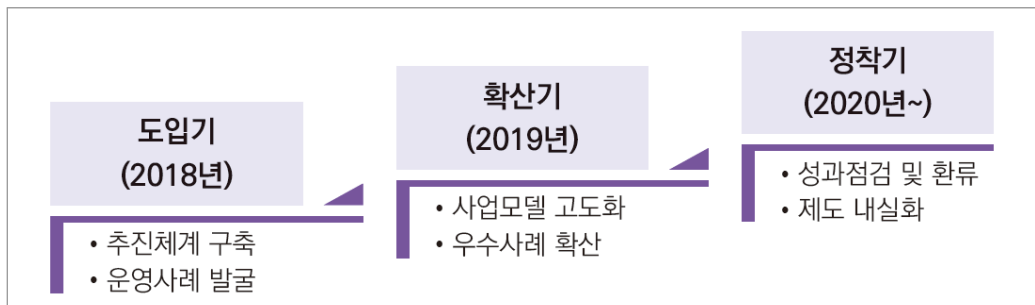 도입기
(2018년)
• 추진체계 구축
• 운영사례 발굴
확산기
(2019년)
• 사업모델 고도화
• 우수사례 확산
정착기
(2020년~)
• 성과점검 및 환류
• 제도 내실화